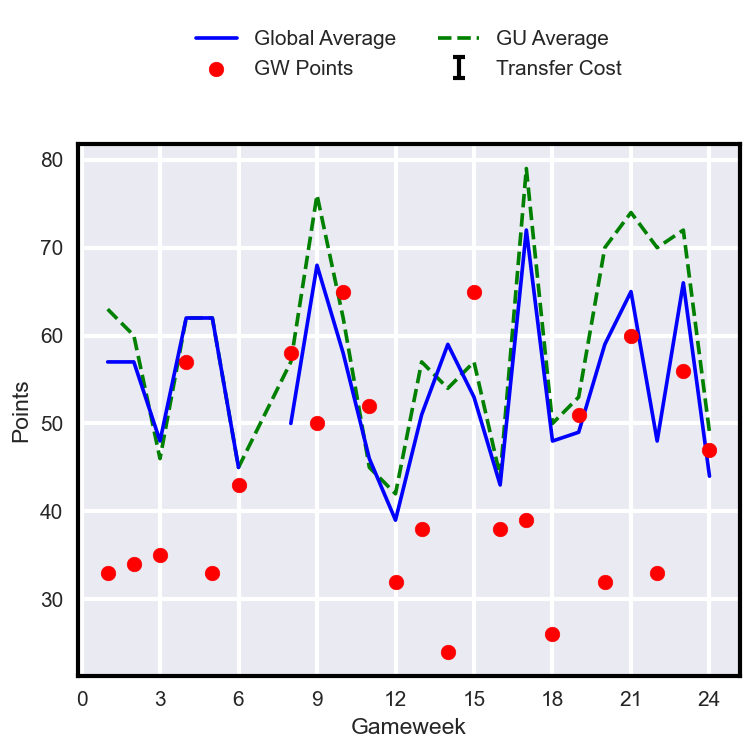 Global Average
GU Average
GW Points
Transfer Cost
80
70
60
50
40
30
Points
0 3 6 9 12 15 18 21 24
Gameweek